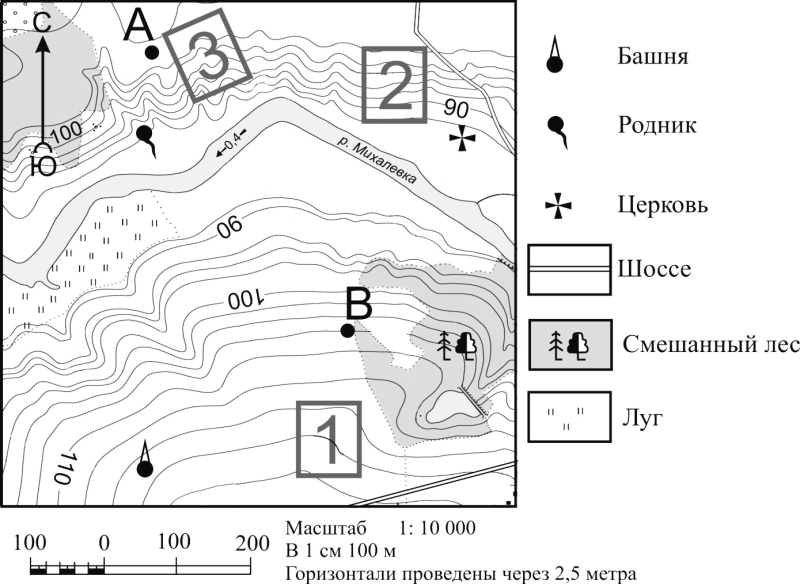 С
А
3
2
90
100
Ю
0,4
р. Михалевка
90
100
В
1
110
Башня
Родник
Церковь
Шоссе
Смешанный лес
Луг
100 0 100 200
Масштаб 1: 10 000
В 1 см 100 м
Горизонтали проведены через 2,5 метра